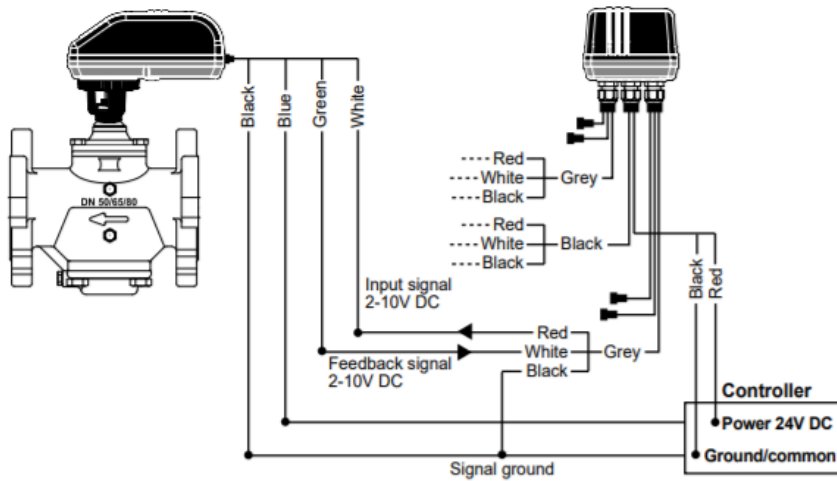 Black
Blue
Green
White
DN 50/65/80
Red
White
Black
Grey
Red
White
Black
Black
Black
Red
Input signal
2-10V DC
Feedback signal
2-10V DC
Red
White
Black
Grey
Controller
Power 24V DC
Ground/common
Signal ground